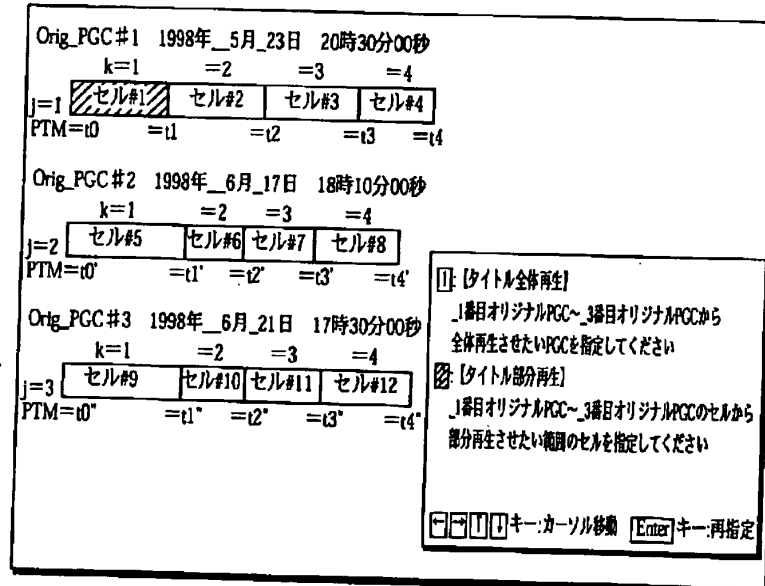 Orig_PGC#1 1998年_5月_23日 20時30分00秒
k=1 =2 =3 =4
j=1 セル#1 セル#2 セル#3 セル#4
PTM=t0 =t1 =t2 =t3 =t4
Orig_PGC#2 1998年__6月_17日 18時10分00秒
k=1 =2 =3 =4
j=2 セル#5 セル#6 セル#7 セル#8
PTM=t0' =t1' =t2' =t3' =t4'
Orig_PGC#3 1998年__6月_21日 17時30分00秒
k=1 =2 =3 =4
j=3 セル#9 セル#10 セル#11 セル#12
PTM=t0" =t1" =t2" =t3" =t4"
1:【タイトル全体再生】
_1番目オリジナルPGC~_3番目オリジナルPGCから
全体再生させたいPGCを指定してください
:【タイトル部分再生】
_1番目オリジナルPGC~_3番目オリジナルPGCのセルから
部分再生させたい範囲のセルを指定してください
←→↑↓キー:カーソル移動 Enterキー:再指定